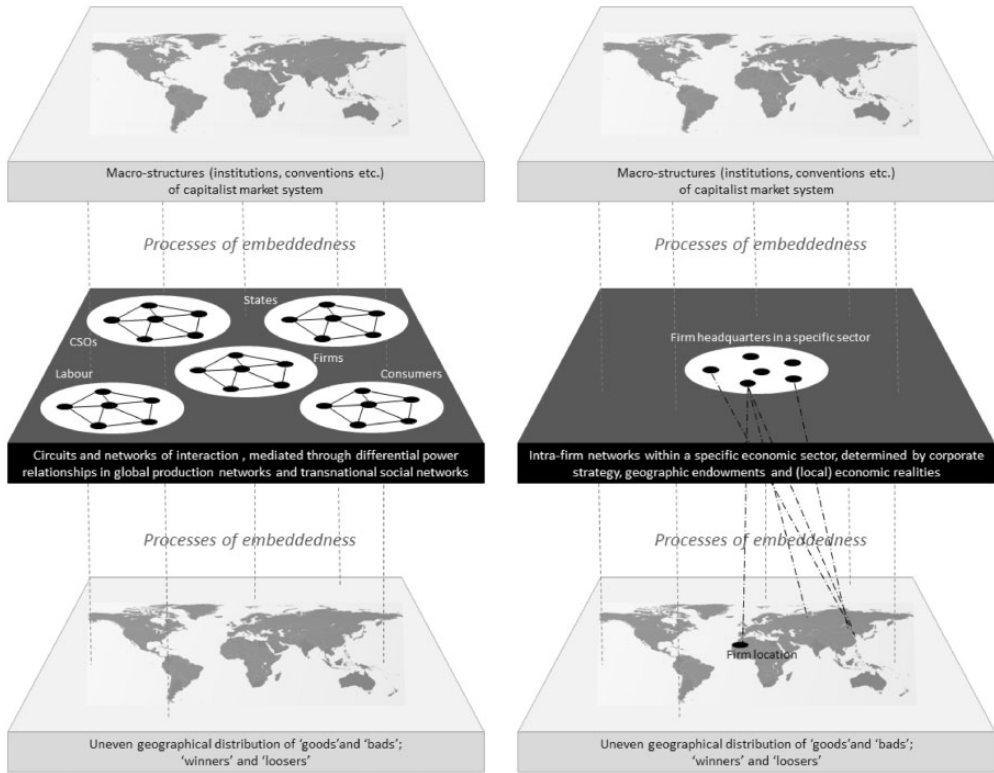 Macro-structures (institutions, conventions etc.)
of capitalist market system
Processes of embeddedness
States
CSOs
Firms
Labour
Consumers
Circuits and networks of interaction , mediated through differential power
relationships in global production networks and transnational social networks
Processes of embeddedness
Uneven geographical distribution of ‘goods’and ‘bads’;
‘winners’ and ‘loosers’
Macro-structures (institutions, conventions etc.)
of capitalist market system
Processes of embeddedness
Firm headquarters in a specific sector
Intra-firm networks within a specific economic sector, determined by corporate
strategy, geographic endowments and (local) economic realities
Processes of embeddedness
Firm location
Uneven geographical distribution of ‘goods’and ‘bads’;
‘winners’ and ‘loosers’